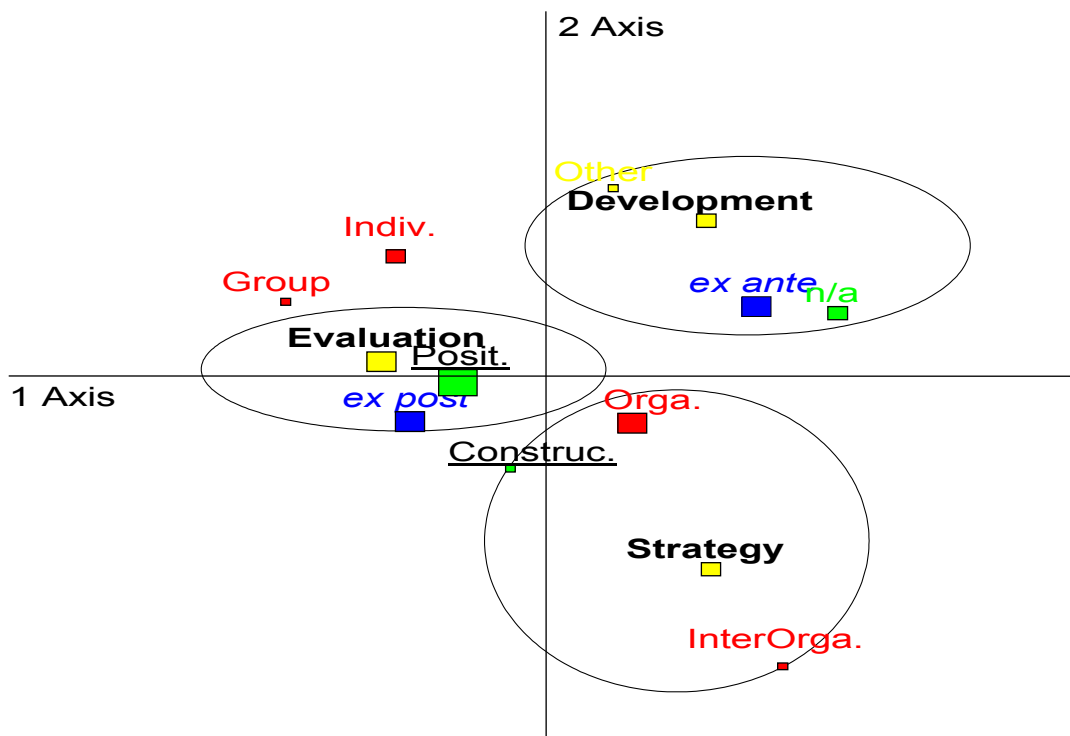 2 Axis
Other
Development
Indiv.
Group
ex ante
n/a
Evaluation
Posit.
1 Axis
ex post
Orga.
Construc.
Strategy
InterOrga.